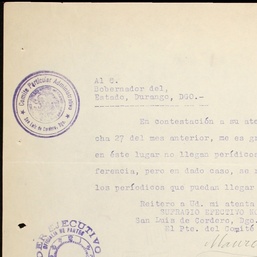 Al C.
Gobernador del,
Estado, Durango, DGO.-
En contestación a su ate
cha 27 del mes anterior, me es gr
en éste lugar no llegan periódicos
ferencia, pero en dado caso, se
los periódicos que puedan llegar
Reitero a Ud. mi atenta
SUFRAGIO EFECTIVO NO
San Luis de Cordero, Dgo.
El Pte. del Comité
Comité Particular Administrativo
San Luis de Cordero, Dgo.
DER EJECUTIVO